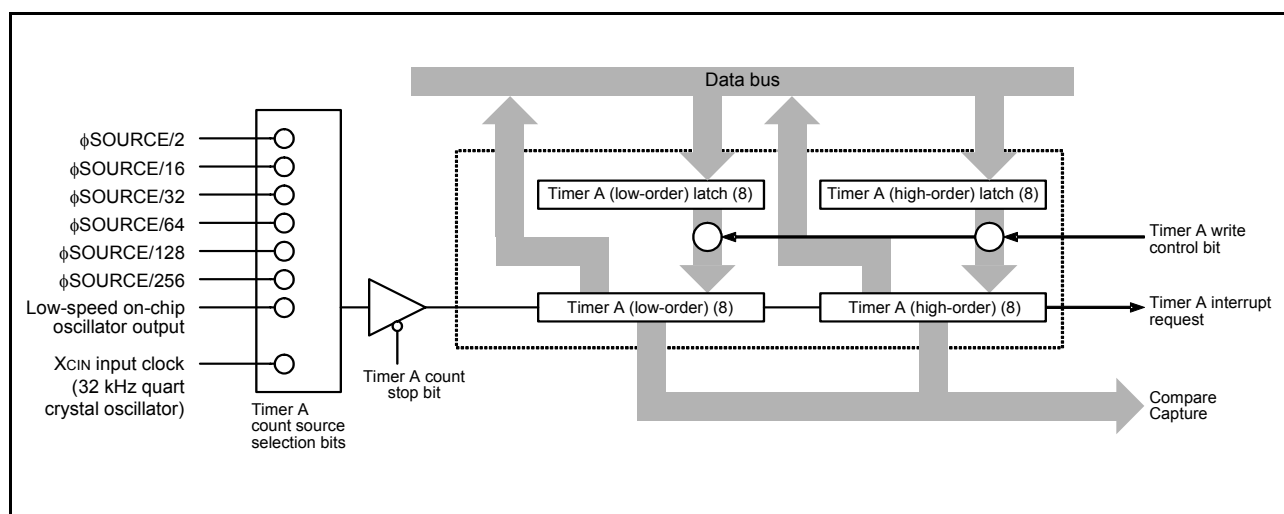 Data bus
φSOURCE/2
φSOURCE/16
φSOURCE/32
φSOURCE/64
φSOURCE/128
φSOURCE/256
Low-speed on-chip
oscillator output
XCIN input clock
(32 kHz quart
crystal oscillator)
Timer A
count source
selection bits
Timer A count
stop bit
Timer A (low-order) latch (8)
Timer A (high-order) latch (8)
Timer A write
control bit
Timer A (low-order) (8)
Timer A (high-order) (8)
Timer A interrupt
request
Compare
Capture